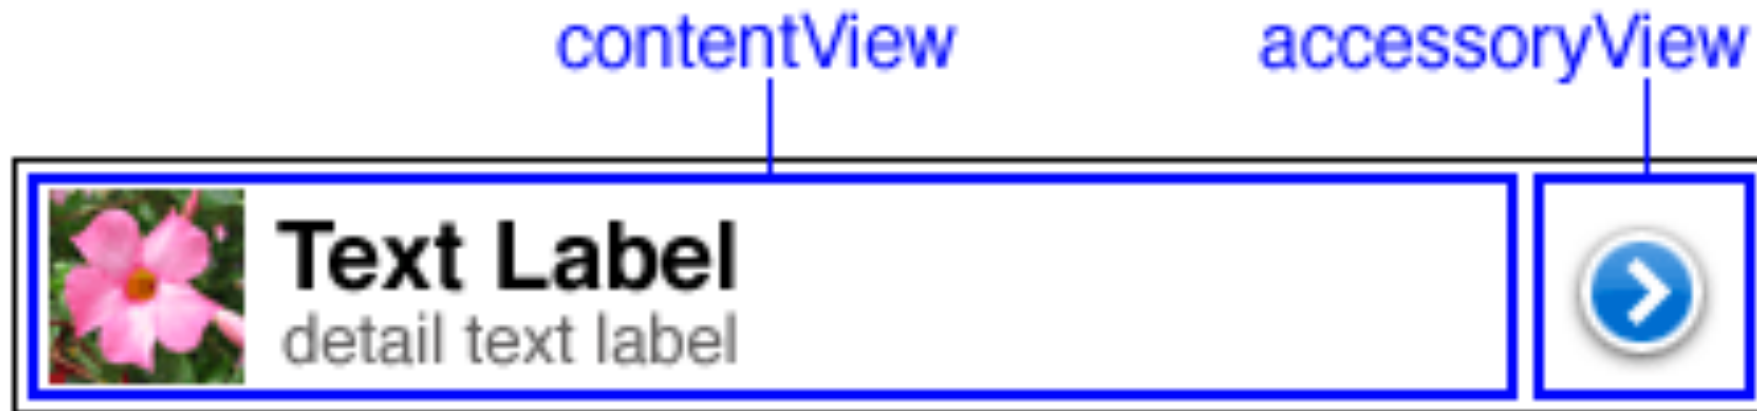 contentView
accessoryView
Text Label
detail text label